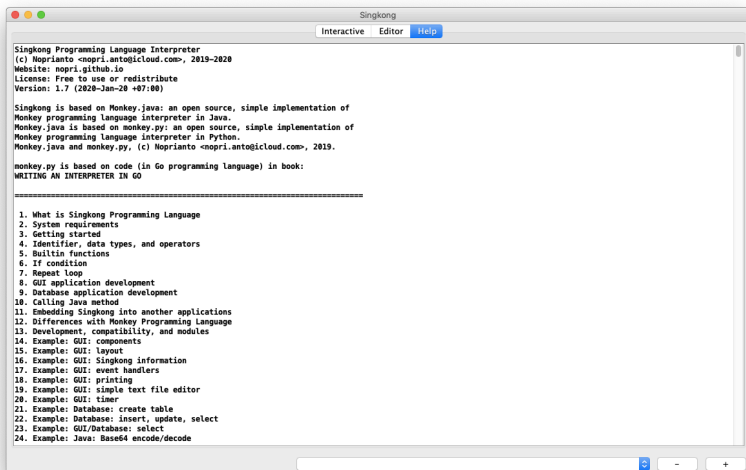 Singkong
Interactive Editor Help
Singkong Programming Language Interpreter
(c) Noprianto <nopri.anto@icloud.com>, 2019-2020
Website: nopri.github.io
License: Free to use or redistribute
Version: 1.7 (2020-Jan-20 +07:00)
Singkong is based on Monkey.java: an open source, simple implementation of
Monkey programming language interpreter in Java.
Monkey.java is based on monkey.py: an open source, simple implementation of
Monkey programming language interpreter in Python.
Monkey.java and monkey.py, (c) Noprianto <nopri.anto@icloud.com>, 2019.
monkey.py is based on code (in Go programming language) in book:
WRITING AN INTERPRETER IN GO
===========================================================================
1. What is Singkong Programming Language
2. System requirements
3. Getting started
4. Identifier, data types, and operators
5. Builtin functions
6. If condition
7. Repeat loop
8. GUI application development
9. Database application development
10. Calling Java method
11. Embedding Singkong into another applications
12. Differences with Monkey Programming Language
13. Development, compatibility, and modules
14. Example: GUI: components
15. Example: GUI: layout
16. Example: GUI: Singkong information
17. Example: GUI: event handlers
18. Example: GUI: printing
19. Example: GUI: simple text file editor
20. Example: GUI: timer
21. Example: Database: create table
22. Example: Database: insert, update, select
23. Example: GUI/Database: select
24. Example: Java: Base64 encode/decode
- +